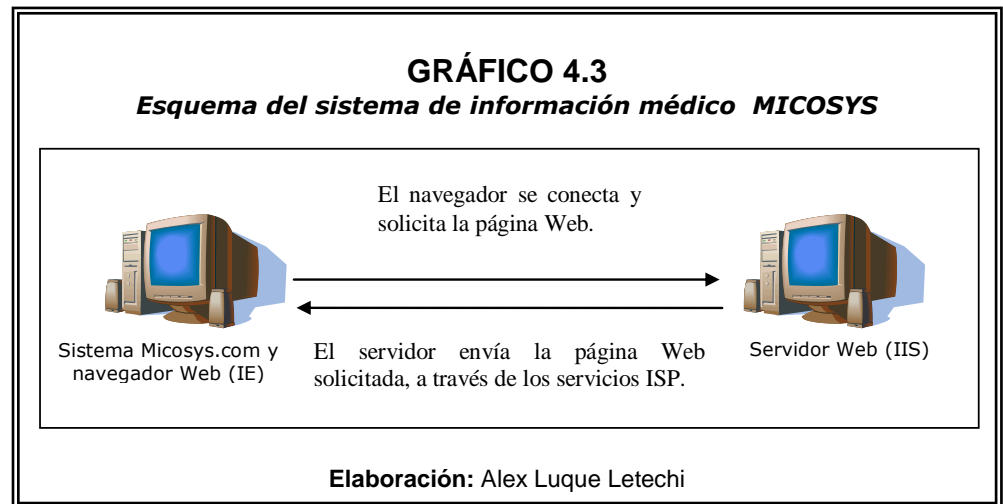 GRÁFICO 4.3
Esquema del sistema de información médico MICOSYS
El navegador se conecta y
solicita la página Web.
Sistema Micosys.com y
navegador Web (IE)
El servidor envía la página Web
solicitada, a través de los servicios ISP.
Servidor Web (IIS)
Elaboración: Alex Luque Letechi